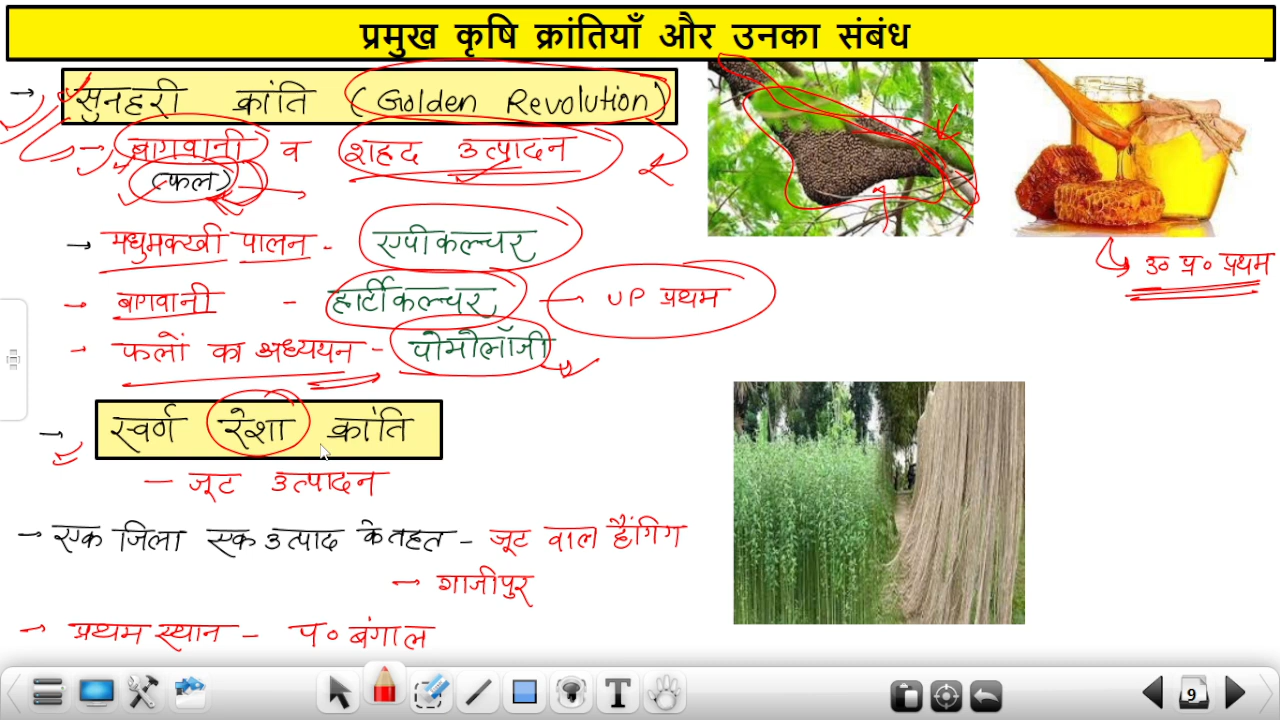 प्रमुख कृषि क्रांतियाँ और उनका संबंध
→ सुनहरी क्रांति (Golden Revolution)
→ बागवानी व शहद उत्पादन
(फल)
→ मधुमक्खी पालन - एपीकल्चर
→ बागवानी - हार्टीकल्चर → UP प्रथम
→ फलों का अध्ययन - पोमोलॉजी
उ० प्र० प्रथम
→ स्वर्ण रेशा क्रांति
- जूट उत्पादन
→ एक जिला एक उत्पाद के तहत - जूट वाल हैंगिग
→ गाजीपुर
→ प्रथम स्थान - प० बंगाल
T
9